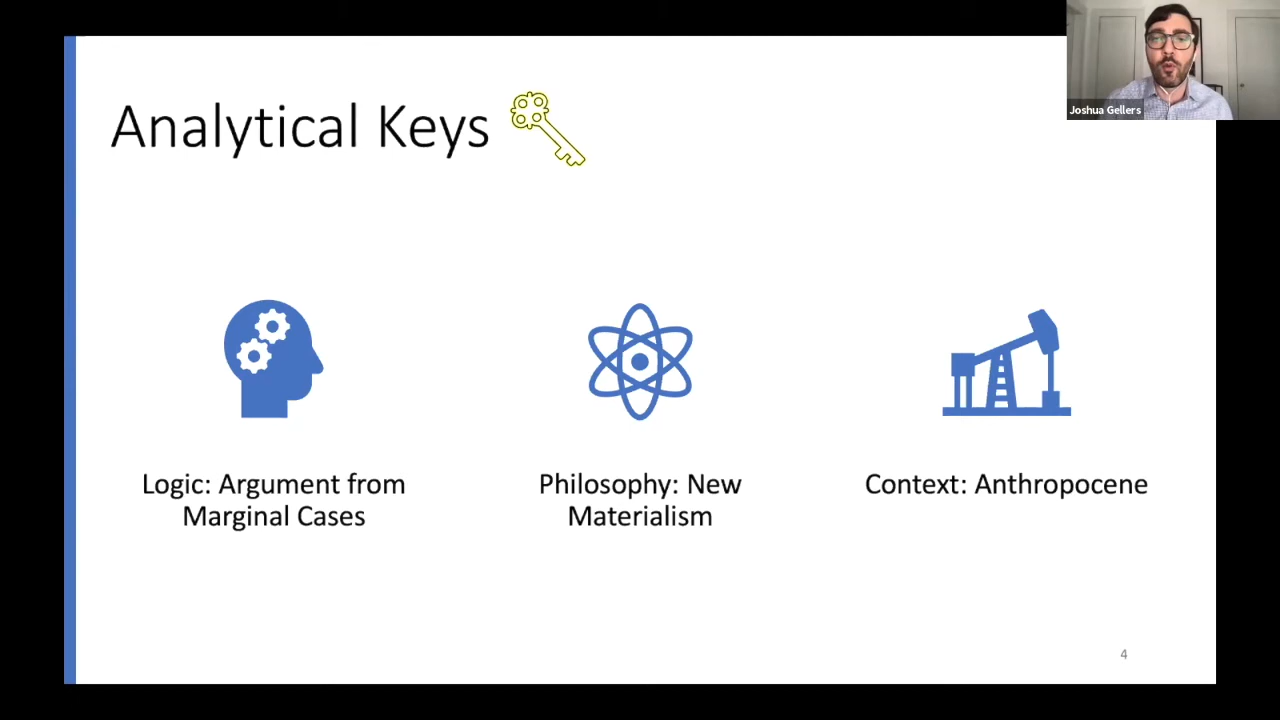 Analytical Keys
Joshua Gellers
Logic: Argument from
Marginal Cases
Philosophy: New
Materialism
Context: Anthropocene
4